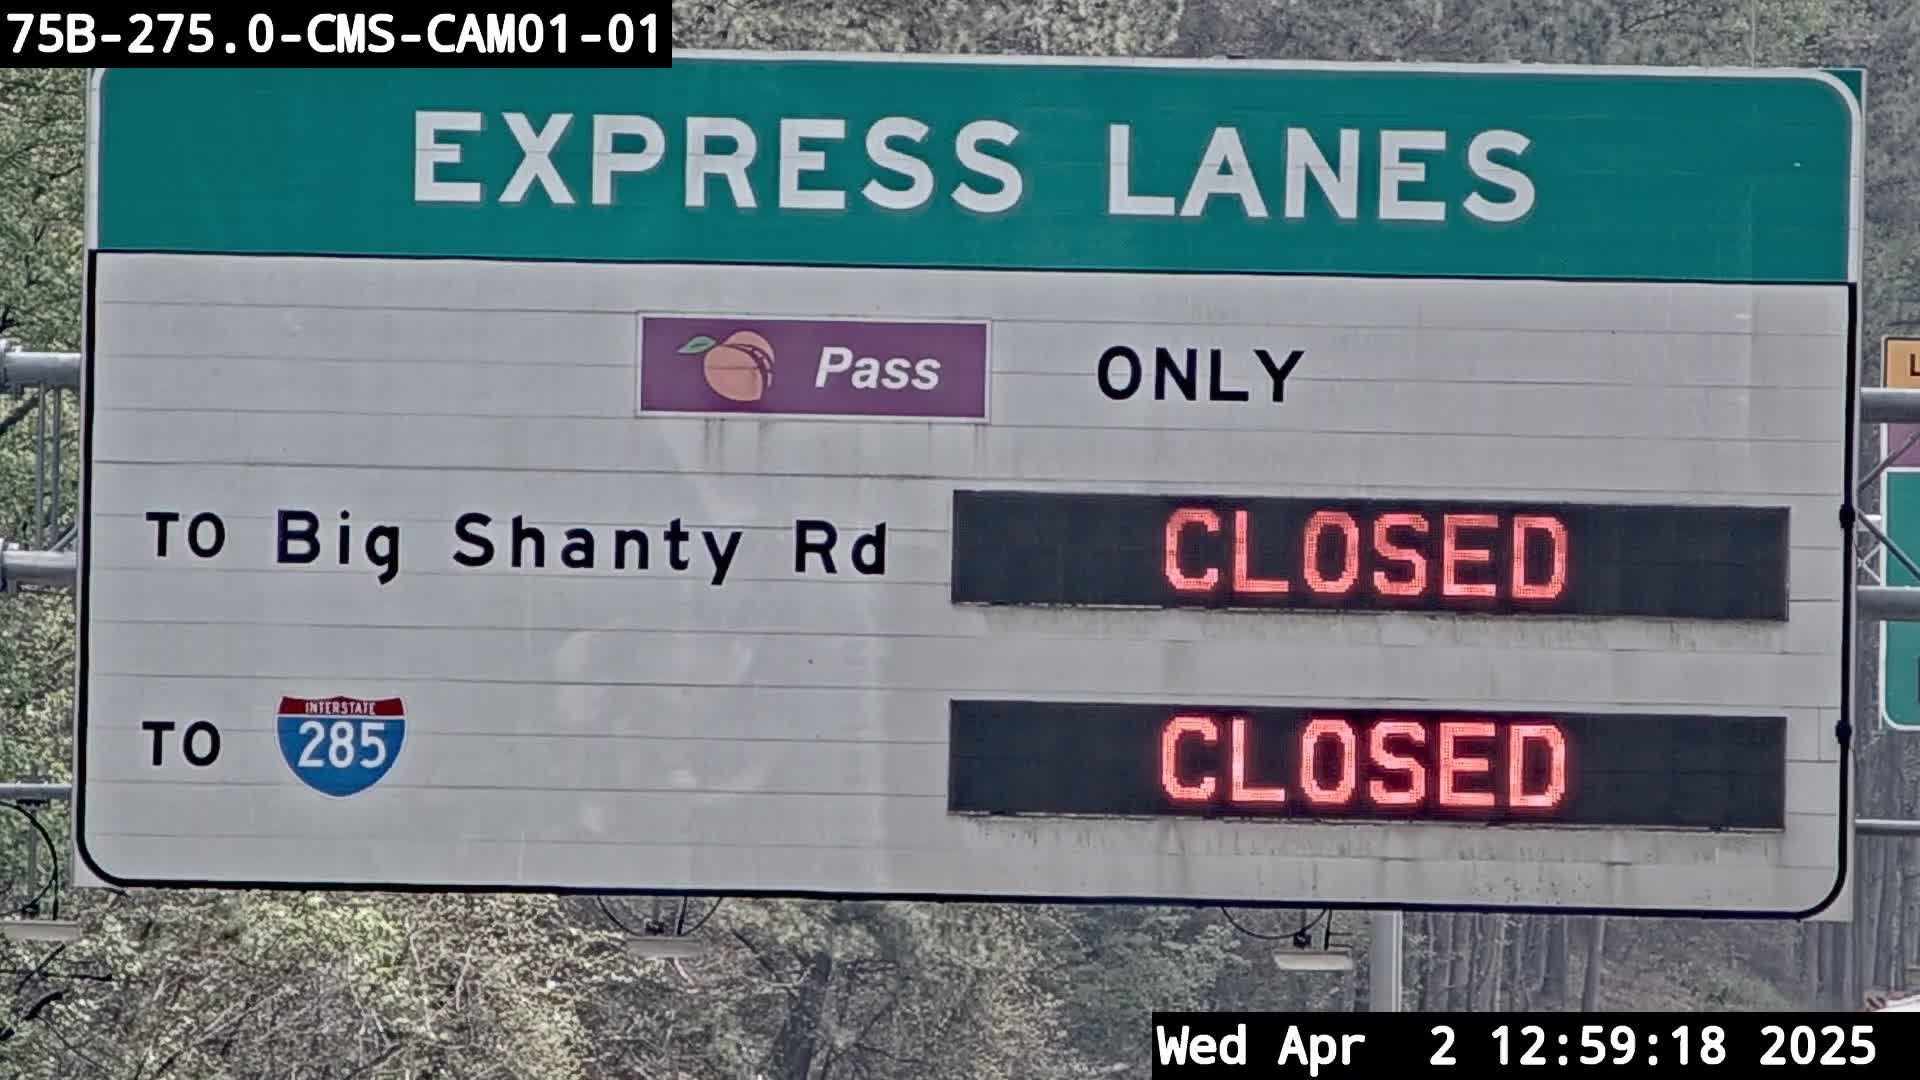 75B-275.0-CMS-CAM01-01
EXPRESS LANES
Pass ONLY
TO Big Shanty Rd CLOSED
TO INTERSTATE 285 CLOSED
Wed Apr 2 12:59:18 2025